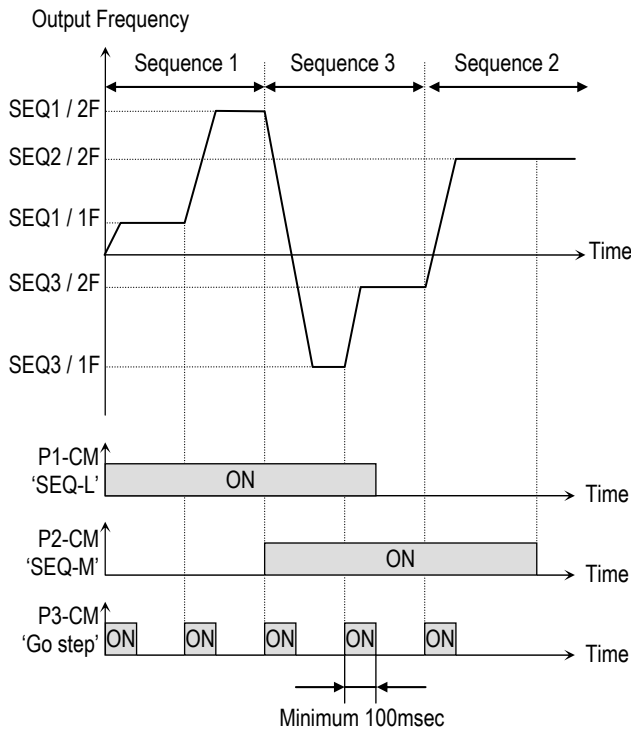 Output Frequency
Sequence 1
Sequence 3
Sequence 2
SEQ1 / 2F
SEQ2 / 2F
SEQ1 / 1F
Time
SEQ3 / 2F
SEQ3 / 1F
P1-CM
‘SEQ-L’
ON
Time
P2-CM
‘SEQ-M’
ON
Time
P3-CM
‘Go step’
ON
ON
ON
ON
ON
Time
Minimum 100msec